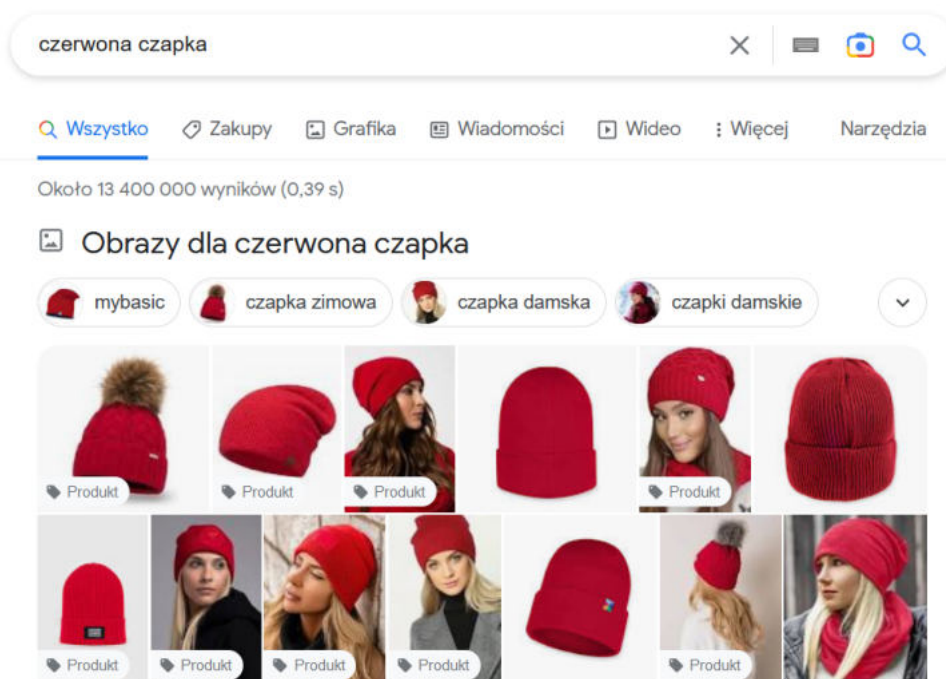 czerwona czapka
Wszystko Zakupy Grafika Wiadomości Wideo Więcej Narzędzia
Około 13 400 000 wyników (0,39 s)
Obrazy dla czerwona czapka
mybasic czapka zimowa czapka damska czapki damskie
Produkt Produkt Produkt Produkt
Produkt Produkt Produkt Produkt Produkt